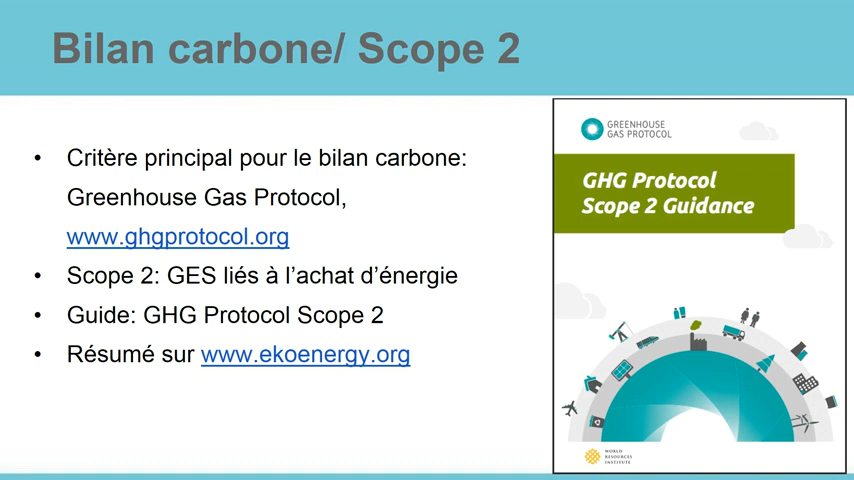 Bilan carbone/ Scope 2
• Critère principal pour le bilan carbone:
Greenhouse Gas Protocol,
www.ghgprotocol.org
• Scope 2: GES liés à l’achat d’énergie
• Guide: GHG Protocol Scope 2
• Résumé sur www.ekoenergy.org
GREENHOUSE
GAS PROTOCOL
GHG Protocol
Scope 2 Guidance
WORLD
RESOURCES
INSTITUTE